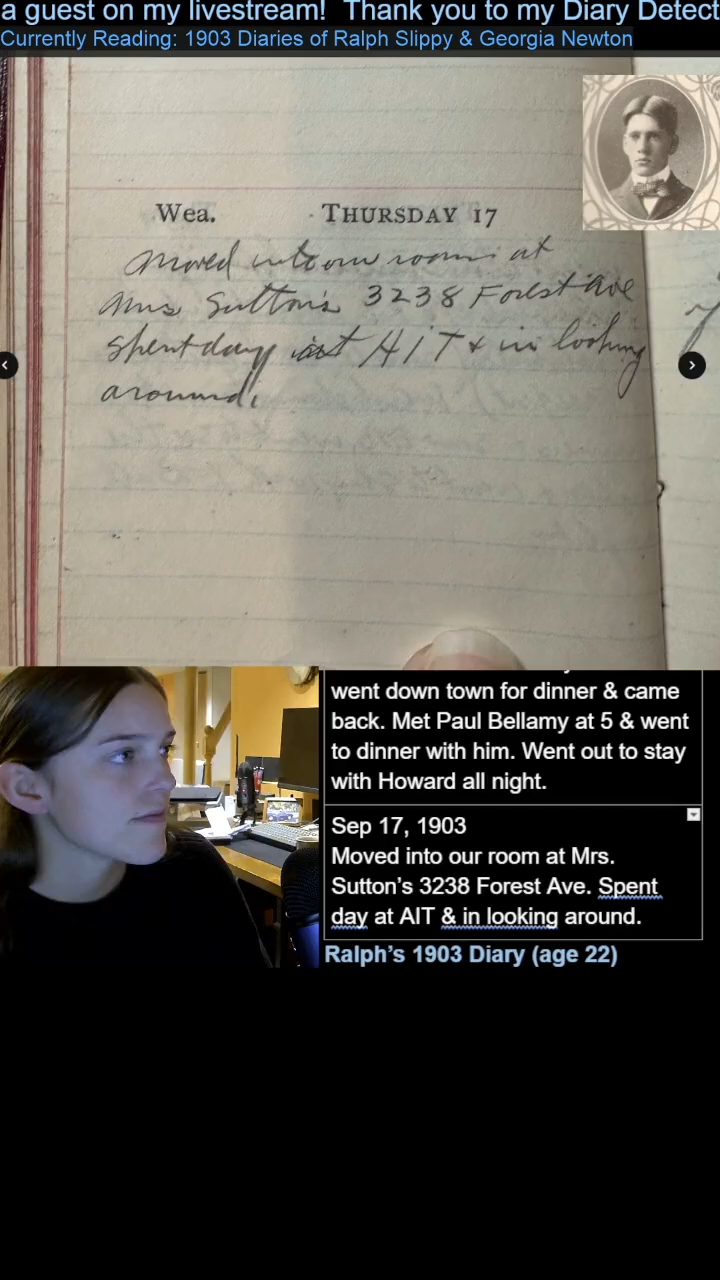 a guest on my livestream!  Thank you to my Diary Detect
Currently Reading: 1903 Diaries of Ralph Slippy & Georgia Newton
Wea. THURSDAY 17
Moved into our room at
Mrs Sutton's 3238 Forest Ave
Spent day at AIT & in looking
around.
went down town for dinner & came
back. Met Paul Bellamy at 5 & went
to dinner with him. Went out to stay
with Howard all night.
Sep 17, 1903
Moved into our room at Mrs.
Sutton's 3238 Forest Ave. Spent
day at AIT & in looking around.
Ralph's 1903 Diary (age 22)